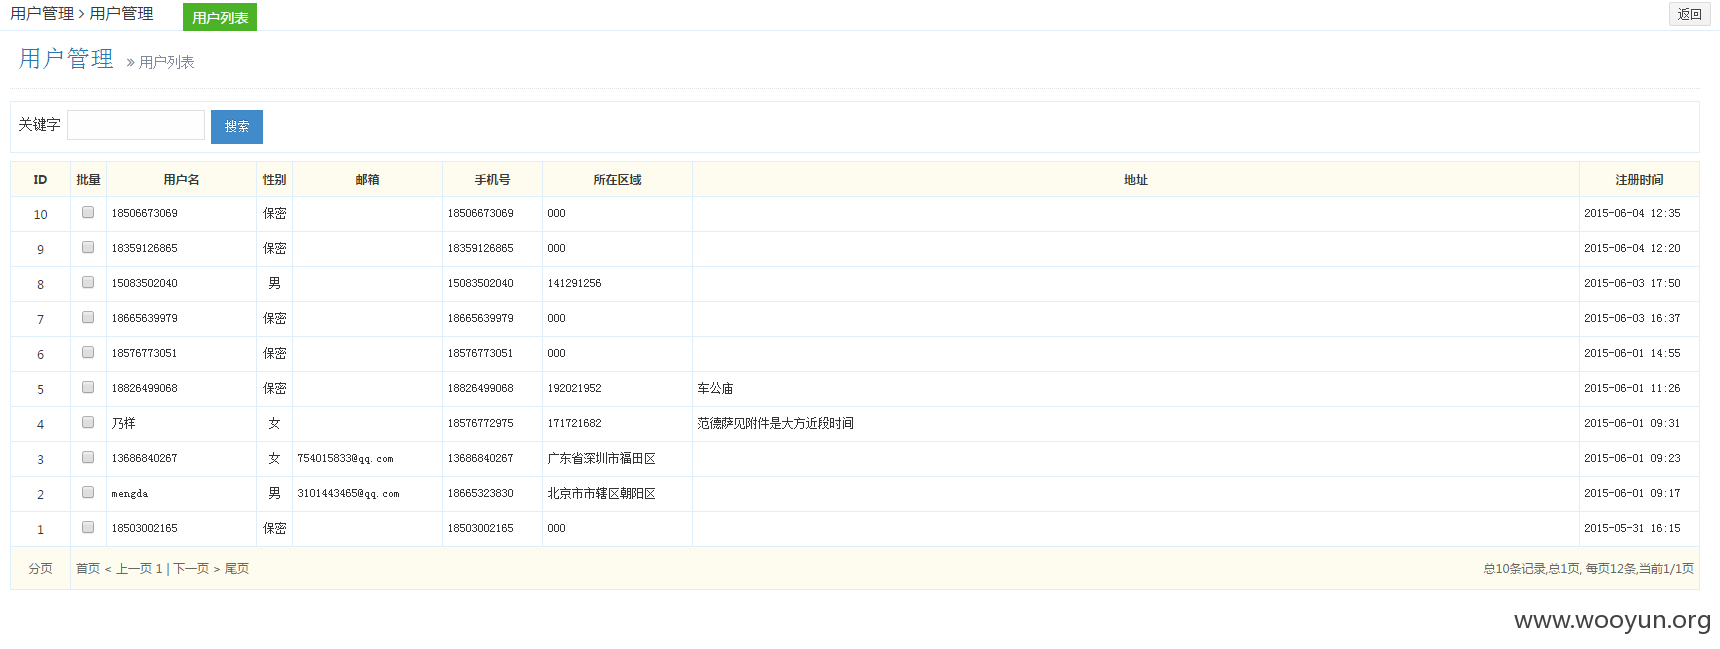 用户管理 > 用户管理 用户列表 返回
用户管理 » 用户列表
关键字 搜索
ID 批量 用户名 性别 邮箱 手机号 所在区域 地址 注册时间
10 18506673069 保密 18506673069 000 2015-06-04 12:35
9 18359126865 保密 18359126865 000 2015-06-04 12:20
8 15083502040 男 15083502040 141291256 2015-06-03 17:50
7 18665639979 保密 18665639979 000 2015-06-03 16:37
6 18576773051 保密 18576773051 000 2015-06-01 14:55
5 18826499068 保密 18826499068 192021952 车公庙 2015-06-01 11:26
4 乃样 女 18576772975 171721682 范德萨见附件是大方近段时间 2015-06-01 09:31
3 13686840267 女 754015833@qq.com 13686840267 广东省深圳市福田区 2015-06-01 09:23
2 mengda 男 3101443465@qq.com 18665323830 北京市市辖区朝阳区 2015-06-01 09:17
1 18503002165 保密 18503002165 000 2015-05-31 16:15
分页 首页 < 上一页 1 | 下一页 > 尾页 总10条记录,总1页, 每页12条,当前1/1页
www.wooyun.org